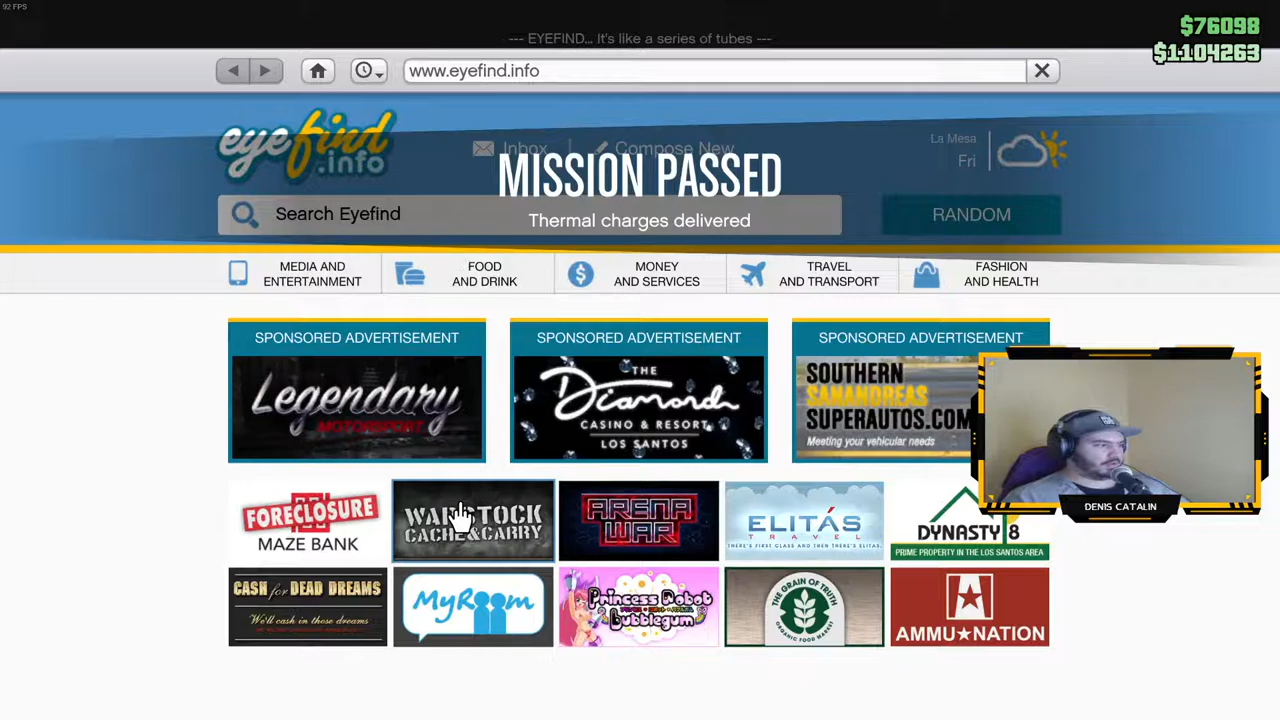 92 FPS
$76098
$1104263
--- EYEFIND... It's like a series of tubes ---
www.eyefind.info
eyefind
.info
Inbox
Compose New
La Mesa
Fri
MISSION PASSED
Thermal charges delivered
Search Eyefind
RANDOM
MEDIA AND
ENTERTAINMENT
FOOD
AND DRINK
MONEY
AND SERVICES
TRAVEL
AND TRANSPORT
FASHION
AND HEALTH
SPONSORED ADVERTISEMENT
Legendary
MOTORSPORT
SPONSORED ADVERTISEMENT
THE
Diamond
CASINO & RESORT
LOS SANTOS
SPONSORED ADVERTISEMENT
SOUTHERN
SANANDREAS
SUPERAUTOS.COM
Meeting your vehicular needs
DENIS CATALIN
FORECLOSURE
MAZE BANK
WARSTOCK
CACHE&CARRY
ARENA
WAR
ELITÁS
TRAVEL
THERE'S FIRST CLASS AND THEN THERE'S ELITAS.
DYNASTY 8
PRIME PROPERTY IN THE LOS SANTOS AREA
CASH for DEAD DREAMS
We'll cash in those dreams
MyRoom
Princess Robot
Bubblegum
THE GRAIN OF TRUTH
ORGANIC FOOD MARKET
AMMU★NATION